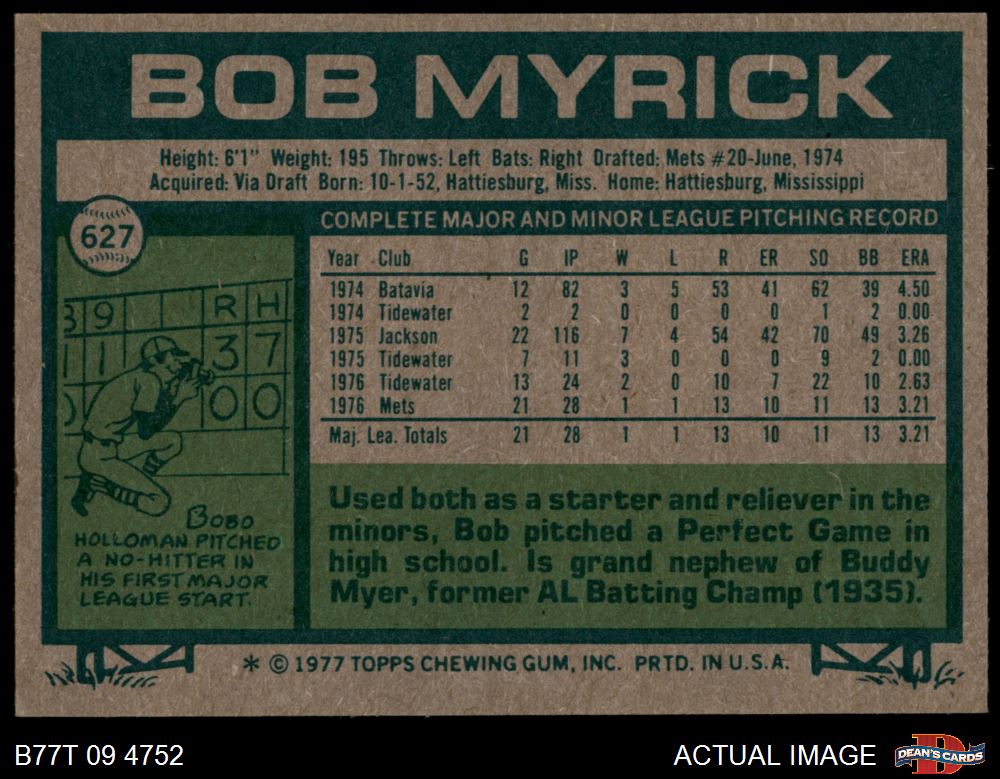 BOB MYRICK
Height: 6'1" Weight: 195 Throws: Left Bats: Right Drafted: Mets #20-June, 1974
Acquired: Via Draft Born: 10-1-52, Hattiesburg, Miss. Home: Hattiesburg, Mississippi
627
COMPLETE MAJOR AND MINOR LEAGUE PITCHING RECORD
Year Club G IP W L R ER SO BB ERA
1974 Batavia 12 82 3 5 53 41 62 39 4.50
1974 Tidewater 2 2 0 0 0 0 1 2 0.00
1975 Jackson 22 116 7 4 54 42 70 49 3.26
1975 Tidewater 7 11 3 0 0 0 9 2 0.00
1976 Tidewater 13 24 2 0 10 7 22 10 2.63
1976 Mets 21 28 1 1 13 10 11 13 3.21
Maj. Lea. Totals 21 28 1 1 13 10 11 13 3.21
89 RH
11 37
0 00
BOBO
HOLLOMAN PITCHED
A NO-HITTER IN
HIS FIRST MAJOR
LEAGUE START.
Used both as a starter and reliever in the
minors, Bob pitched a Perfect Game in
high school. Is grand nephew of Buddy
Myer, former AL Batting Champ (1935).
* © 1977 TOPPS CHEWING GUM, INC. PRTD. IN U.S.A.
B77T 09 4752
ACTUAL IMAGE
D
DEAN'S CARDS